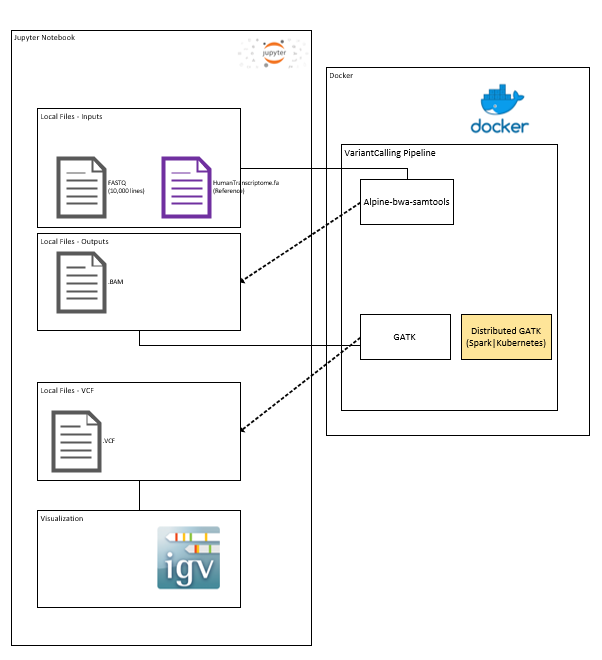 Jupyter Notebook
jupyter
Local Files - Inputs
FASTQ
(10,000 lines)
HumanTranscriptome.fa
(Reference)
Local Files - Outputs
.BAM
Local Files - VCF
.VCF
Visualization
igv
Docker
docker
VariantCalling Pipeline
Alpine-bwa-samtools
GATK
Distributed GATK
(Spark|Kubernetes)